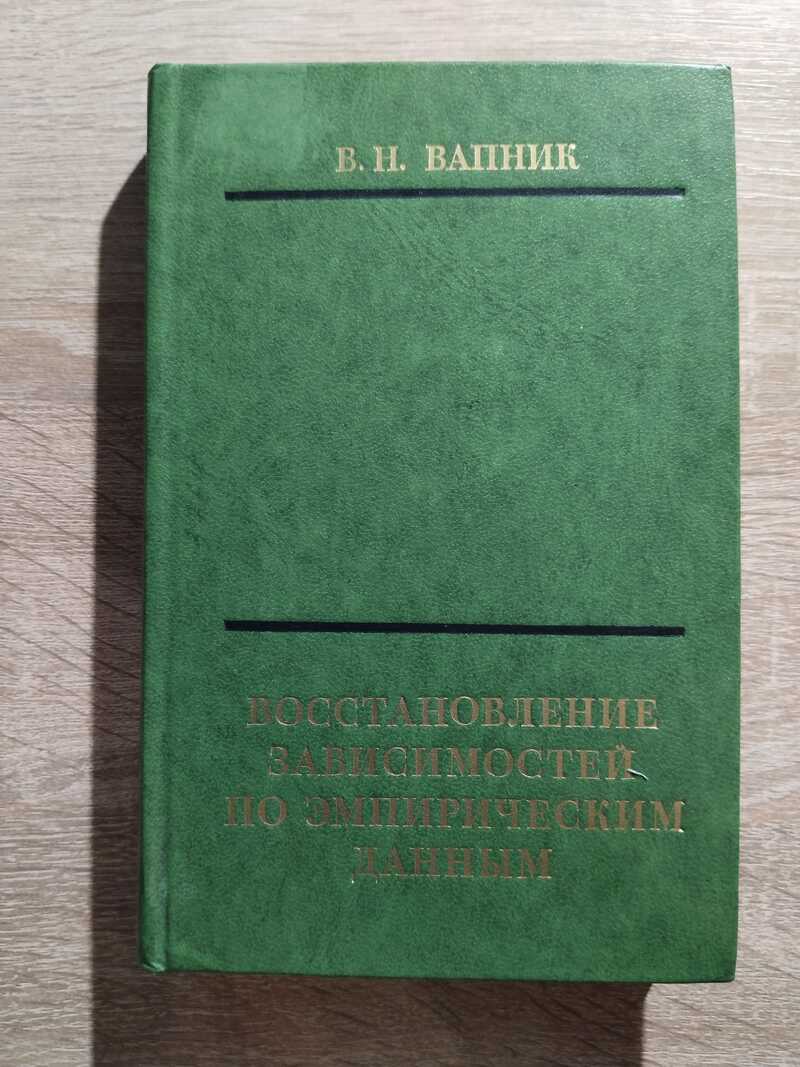 В. Н. ВАПНИК
ВОССТАНОВЛЕНИЕ
ЗАВИСИМОСТЕЙ
ПО ЭМПИРИЧЕСКИМ
ДАННЫМ